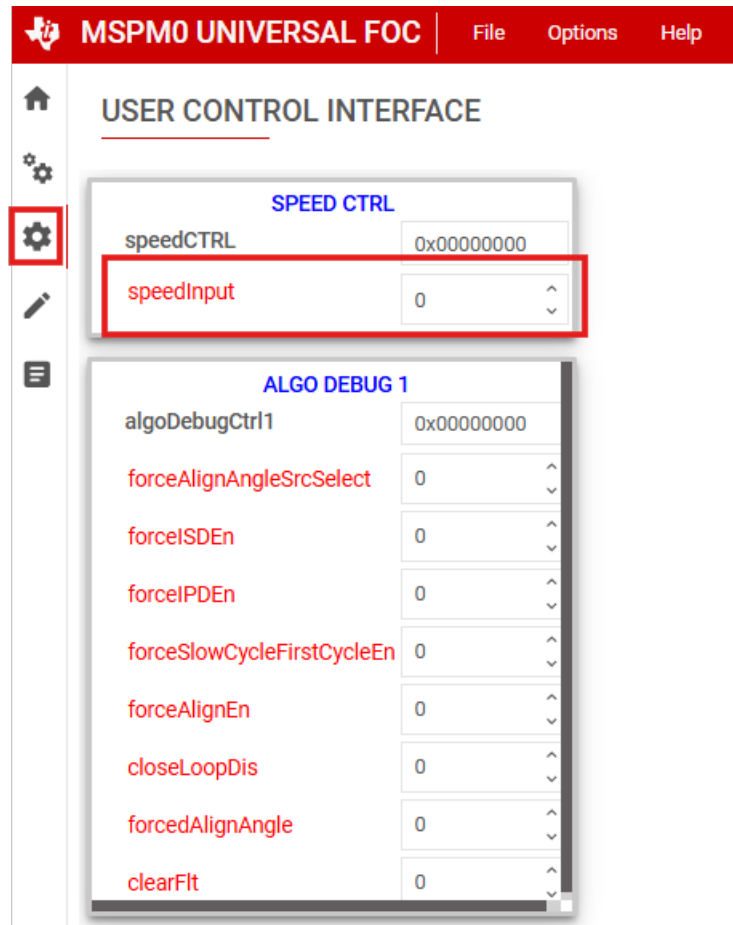 MSPM0 UNIVERSAL FOC File Options Help
USER CONTROL INTERFACE
SPEED CTRL
speedCTRL 0x00000000
speedInput 0
ALGO DEBUG 1
algoDebugCtrl1 0x00000000
forceAlignAngleSrcSelect 0
forceISDEn 0
forceIPDEn 0
forceSlowCycleFirstCycleEn 0
forceAlignEn 0
closeLoopDis 0
forcedAlignAngle 0
clearFlt 0